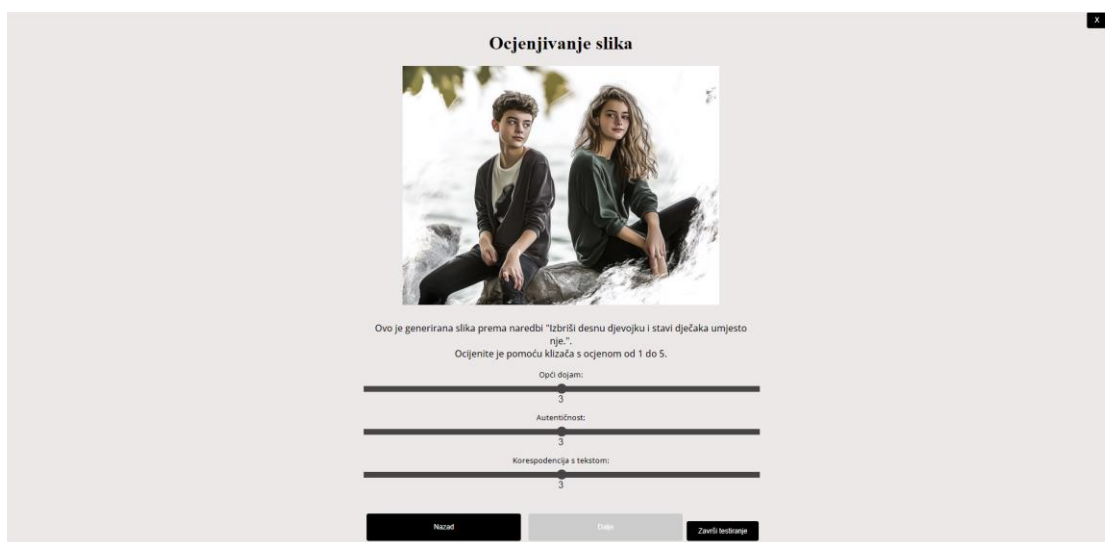 X
Ocjenjivanje slika
Ovo je generirana slika prema naredbi "Izbriši desnu djevojku i stavi dječaka umjesto
nje.".
Ocijenite je pomoću klizača s ocjenom od 1 do 5.
Opći dojam:
3
Autentičnost:
3
Korespodencija s tekstom:
3
Nazad
Dalje
Završi testiranje